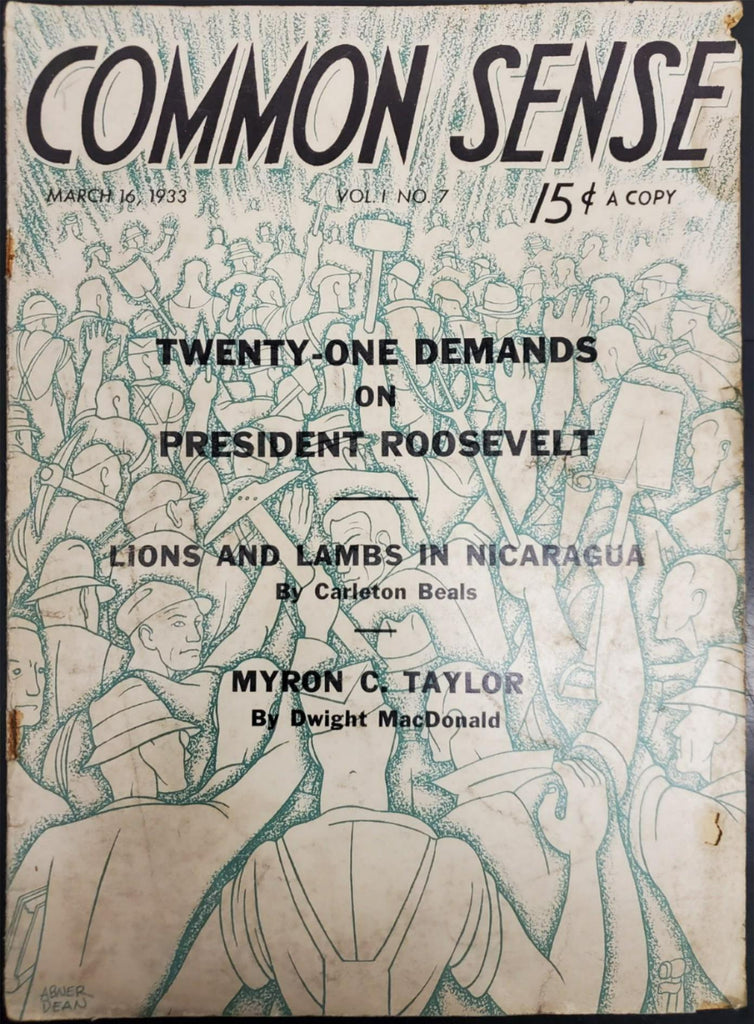 COMMON SENSE
MARCH 16, 1933 VOL. I NO. 7 15¢ A COPY
TWENTY-ONE DEMANDS
ON
PRESIDENT ROOSEVELT
LIONS AND LAMBS IN NICARAGUA
By Carleton Beals
MYRON C. TAYLOR
By Dwight MacDonald
ABNER
DEAN